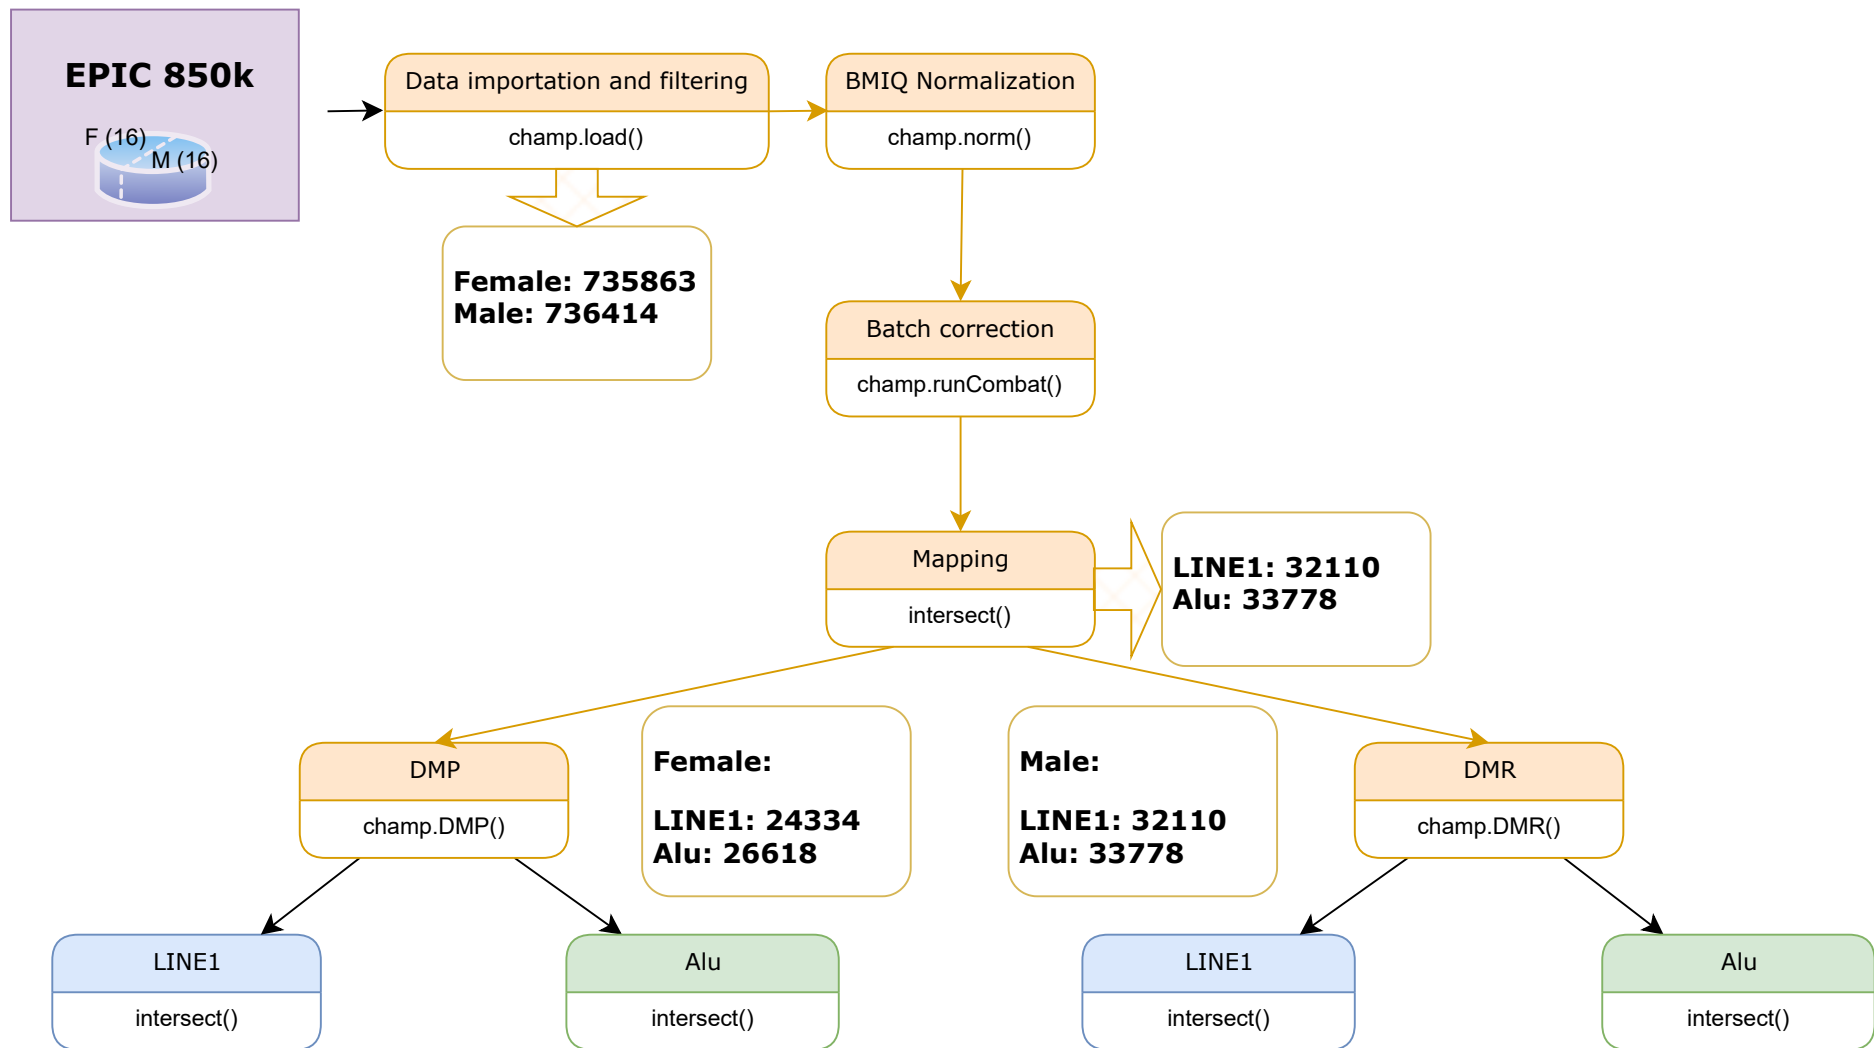 EPIC 850k
F (16)
M (16)
Data importation and filtering
champ.load()
BMIQ Normalization
champ.norm()
Female: 735863
Male: 736414
Batch correction
champ.runCombat()
Mapping
intersect()
LINE1: 32110
Alu: 33778
DMP
champ.DMP()
Female:
LINE1: 24334
Alu: 26618
Male:
LINE1: 32110
Alu: 33778
DMR
champ.DMR()
LINE1
intersect()
Alu
intersect()
LINE1
intersect()
Alu
intersect()